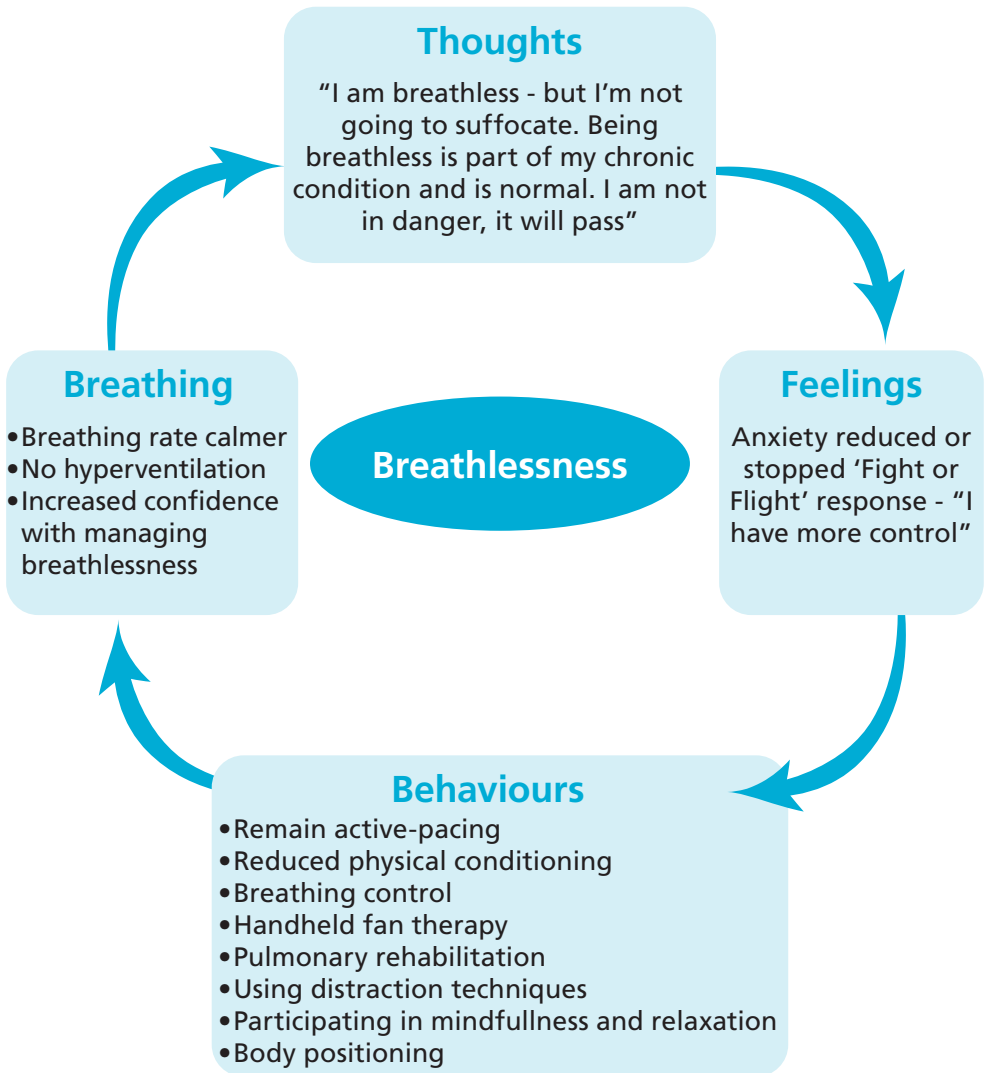 Thoughts
“I am breathless - but I’m not
going to suffocate. Being
breathless is part of my chronic
condition and is normal. I am not
in danger, it will pass”
Feelings
Anxiety reduced or
stopped ‘Fight or
Flight’ response - “I
have more control”
Behaviours
•Remain active-pacing
•Reduced physical conditioning
•Breathing control
•Handheld fan therapy
•Pulmonary rehabilitation
•Using distraction techniques
•Participating in mindfullness and relaxation
•Body positioning
Breathing
•Breathing rate calmer
•No hyperventilation
•Increased confidence
with managing
breathlessness
Breathlessness